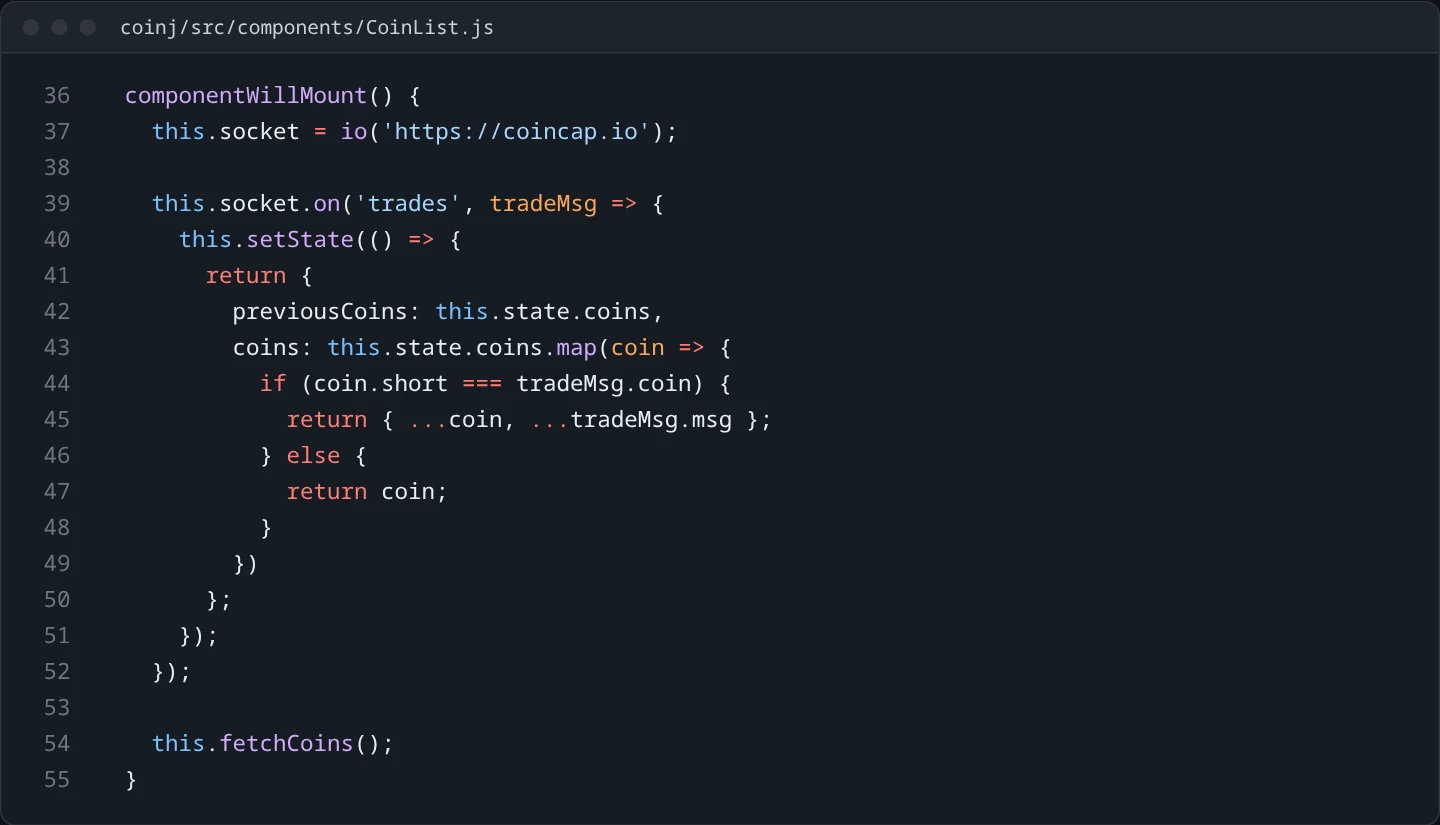 coinj/src/components/CoinList.js
36 componentWillMount() {
37 this.socket = io('https://coincap.io');
38
39 this.socket.on('trades', tradeMsg => {
40 this.setState(() => {
41 return {
42 previousCoins: this.state.coins,
43 coins: this.state.coins.map(coin => {
44 if (coin.short === tradeMsg.coin) {
45 return { ...coin, ...tradeMsg.msg };
46 } else {
47 return coin;
48 }
49 })
50 };
51 });
52 });
53
54 this.fetchCoins();
55 }